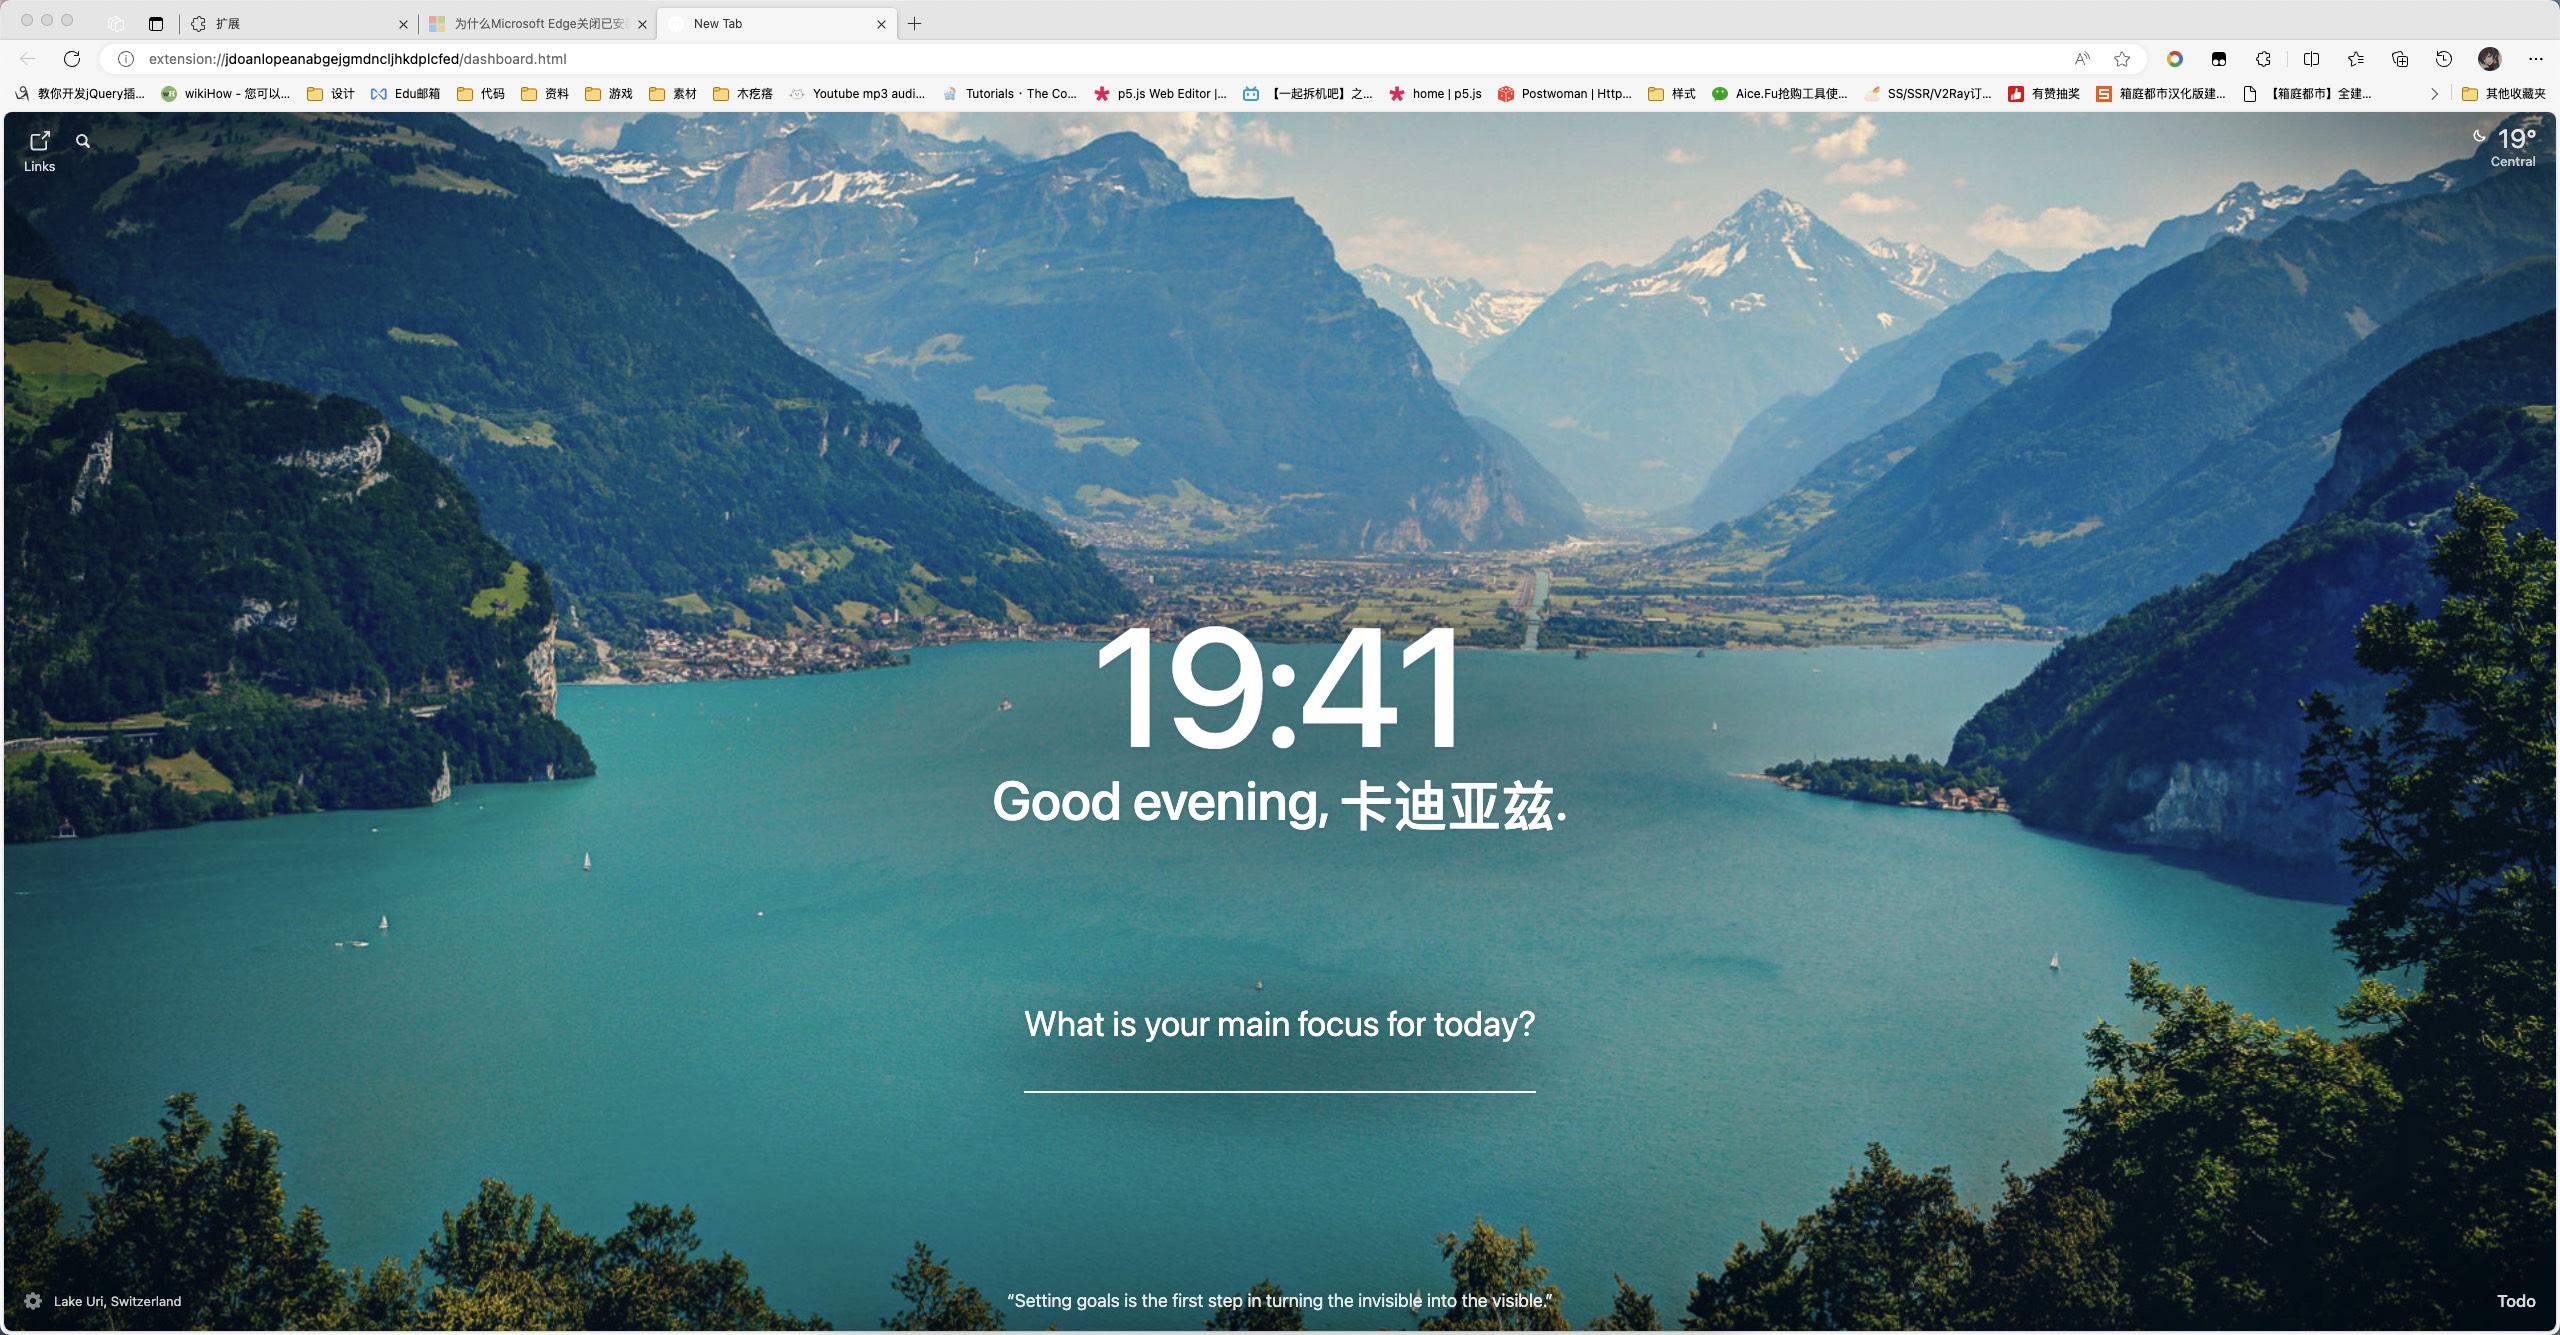 扩展
为什么Microsoft Edge关闭已安
New Tab
extension://jdoanlopeanabgejgmdncljhkdplcfed/dashboard.html
教你开发jQuery插... wikiHow - 您可以... 设计 Edu邮箱 代码 资料 游戏 素材 木疙瘩 Youtube mp3 audi... Tutorials · The Co... p5.js Web Editor |... 【一起拆机吧】之... home | p5.js Postwoman | Http... 样式 Aice.Fu抢购工具使... SS/SSR/V2Ray订... 有赞抽奖 箱庭都市汉化版建... 【箱庭都市】全建... 其他收藏夹
Links
19°
Central
19:41
Good evening, 卡迪亚兹.
What is your main focus for today?
Lake Uri, Switzerland
“Setting goals is the first step in turning the invisible into the visible.”
Todo